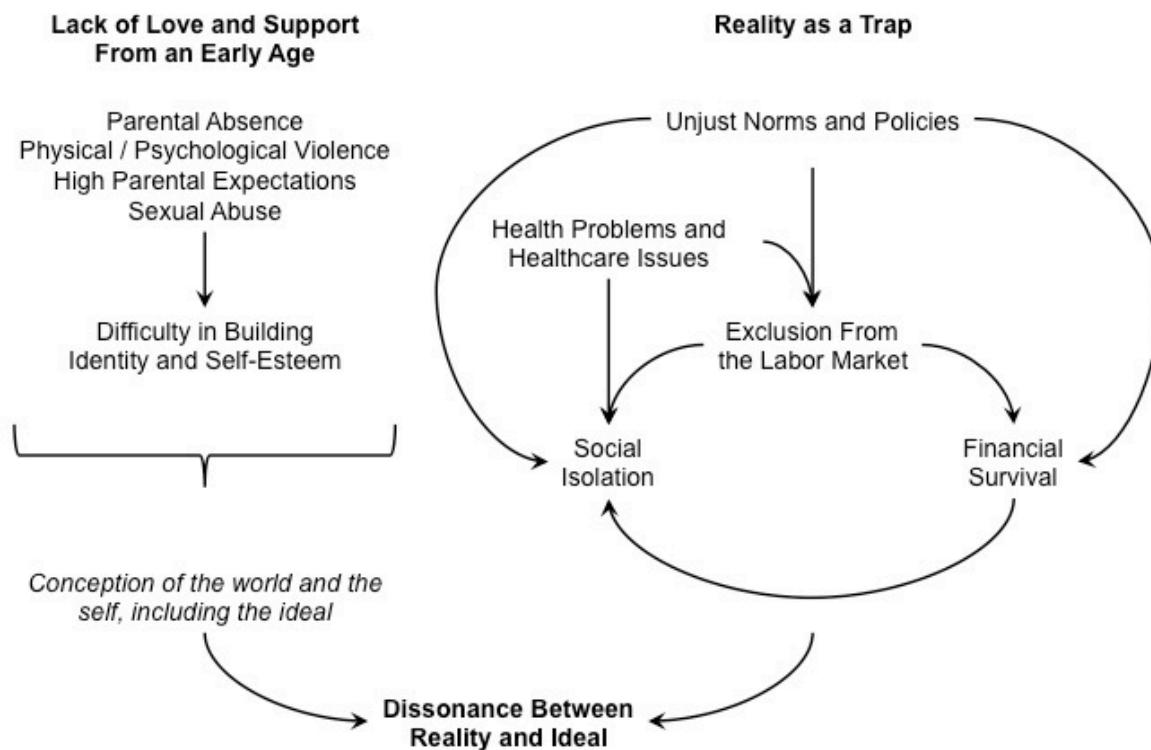 Lack of Love and Support
From an Early Age
Parental Absence
Physical / Psychological Violence
High Parental Expectations
Sexual Abuse
Difficulty in Building
Identity and Self-Esteem
Conception of the world and the
self, including the ideal
Reality as a Trap
Unjust Norms and Policies
Health Problems and
Healthcare Issues
Exclusion From
the Labor Market
Social
Isolation
Financial
Survival
Dissonance Between
Reality and Ideal